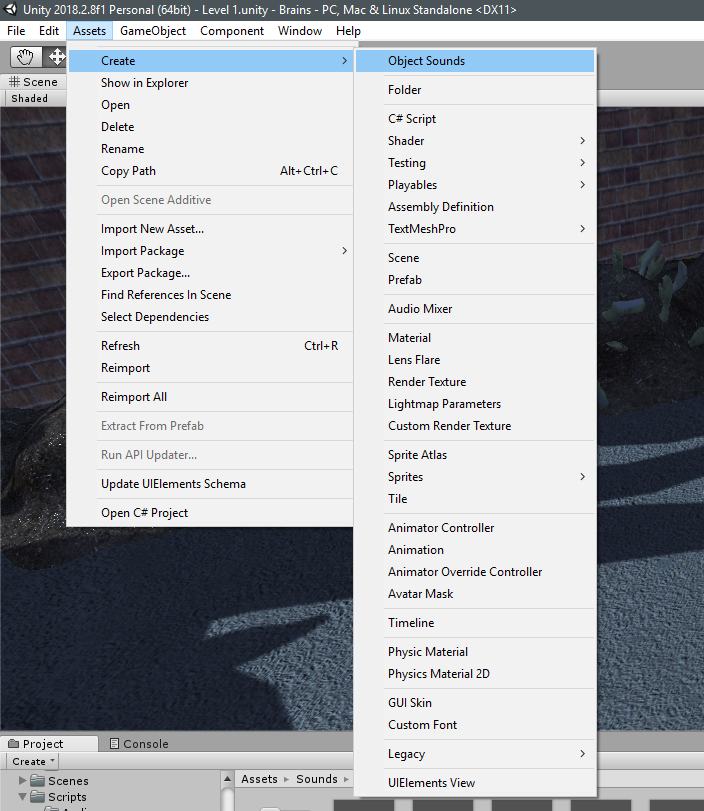 Unity 2018.2.8f1 Personal (64bit) - Level 1.unity - Brains - PC, Mac & Linux Standalone <DX11>
File Edit Assets GameObject Component Window Help
Scene
Shaded
Create
Show in Explorer
Open
Delete
Rename
Copy Path Alt+Ctrl+C
Open Scene Additive
Import New Asset...
Import Package
Export Package...
Find References In Scene
Select Dependencies
Refresh Ctrl+R
Reimport
Reimport All
Extract From Prefab
Run API Updater...
Update UIElements Schema
Open C# Project
Object Sounds
Folder
C# Script
Shader
Testing
Playables
Assembly Definition
TextMeshPro
Scene
Prefab
Audio Mixer
Material
Lens Flare
Render Texture
Lightmap Parameters
Custom Render Texture
Sprite Atlas
Sprites
Tile
Animator Controller
Animation
Animator Override Controller
Avatar Mask
Timeline
Physic Material
Physics Material 2D
GUI Skin
Custom Font
Legacy
UIElements View
Project Console
Create
Scenes
Scripts
Assets Sounds